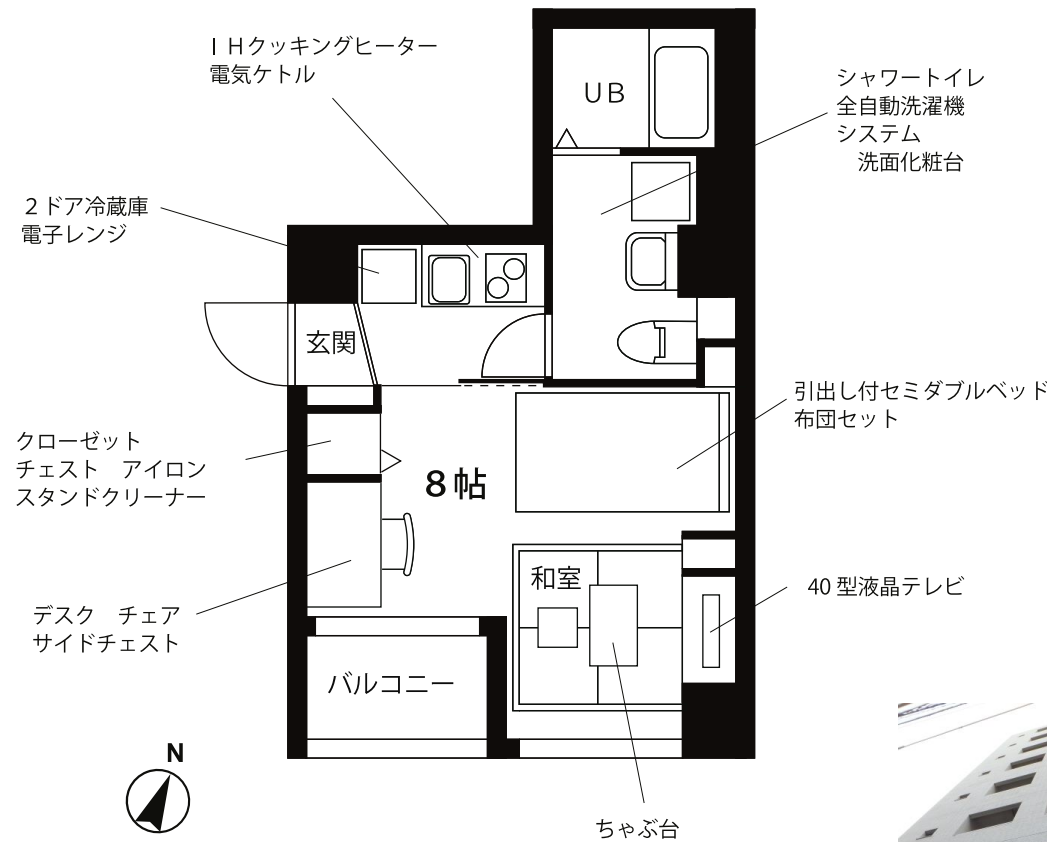 ＩＨクッキングヒーター
電気ケトル
ＵＢ
シャワートイレ
全自動洗濯機
システム
　洗面化粧台
２ドア冷蔵庫
電子レンジ
玄関
引出し付セミダブルベッド
布団セット
クローゼット
チェスト　アイロン
スタンドクリーナー
８帖
和室
40型液晶テレビ
デスク　チェア
サイドチェスト
バルコニー
N
ちゃぶ台